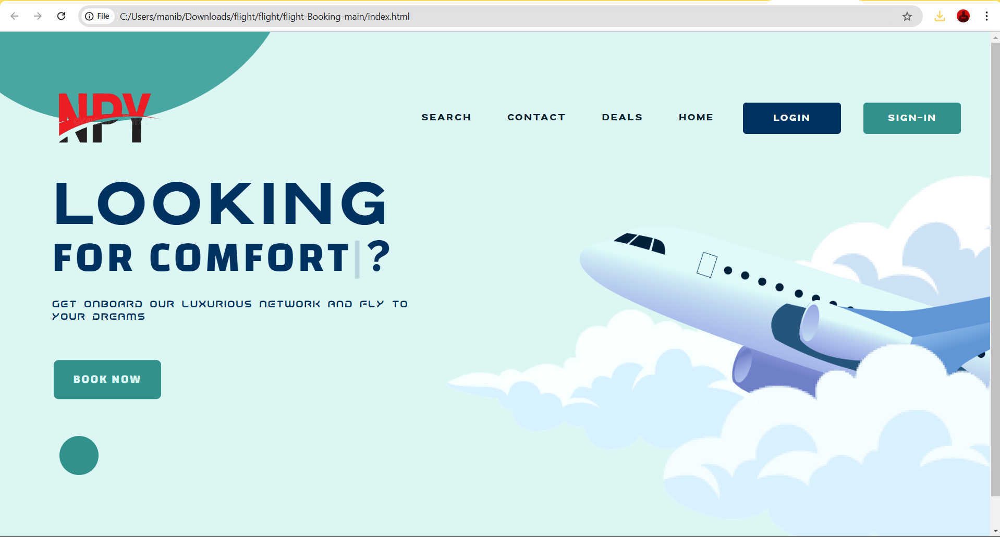 File
C:/Users/manib/Downloads/flight/flight/flight-Booking-main/index.html
NPY
SEARCH
CONTACT
DEALS
HOME
LOGIN
SIGN-IN
LOOKING
FOR COMFORT|?
GET ONBOARD OUR LUXURIOUS NETWORK AND FLY TO
YOUR DREAMS
BOOK NOW